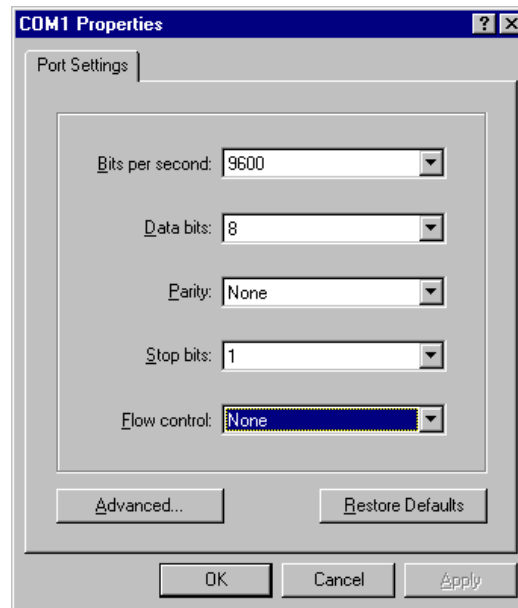 COM1 Properties
Port Settings
Bits per second: 9600
Data bits: 8
Parity: None
Stop bits: 1
Flow control: None
Advanced... Restore Defaults
OK Cancel Apply